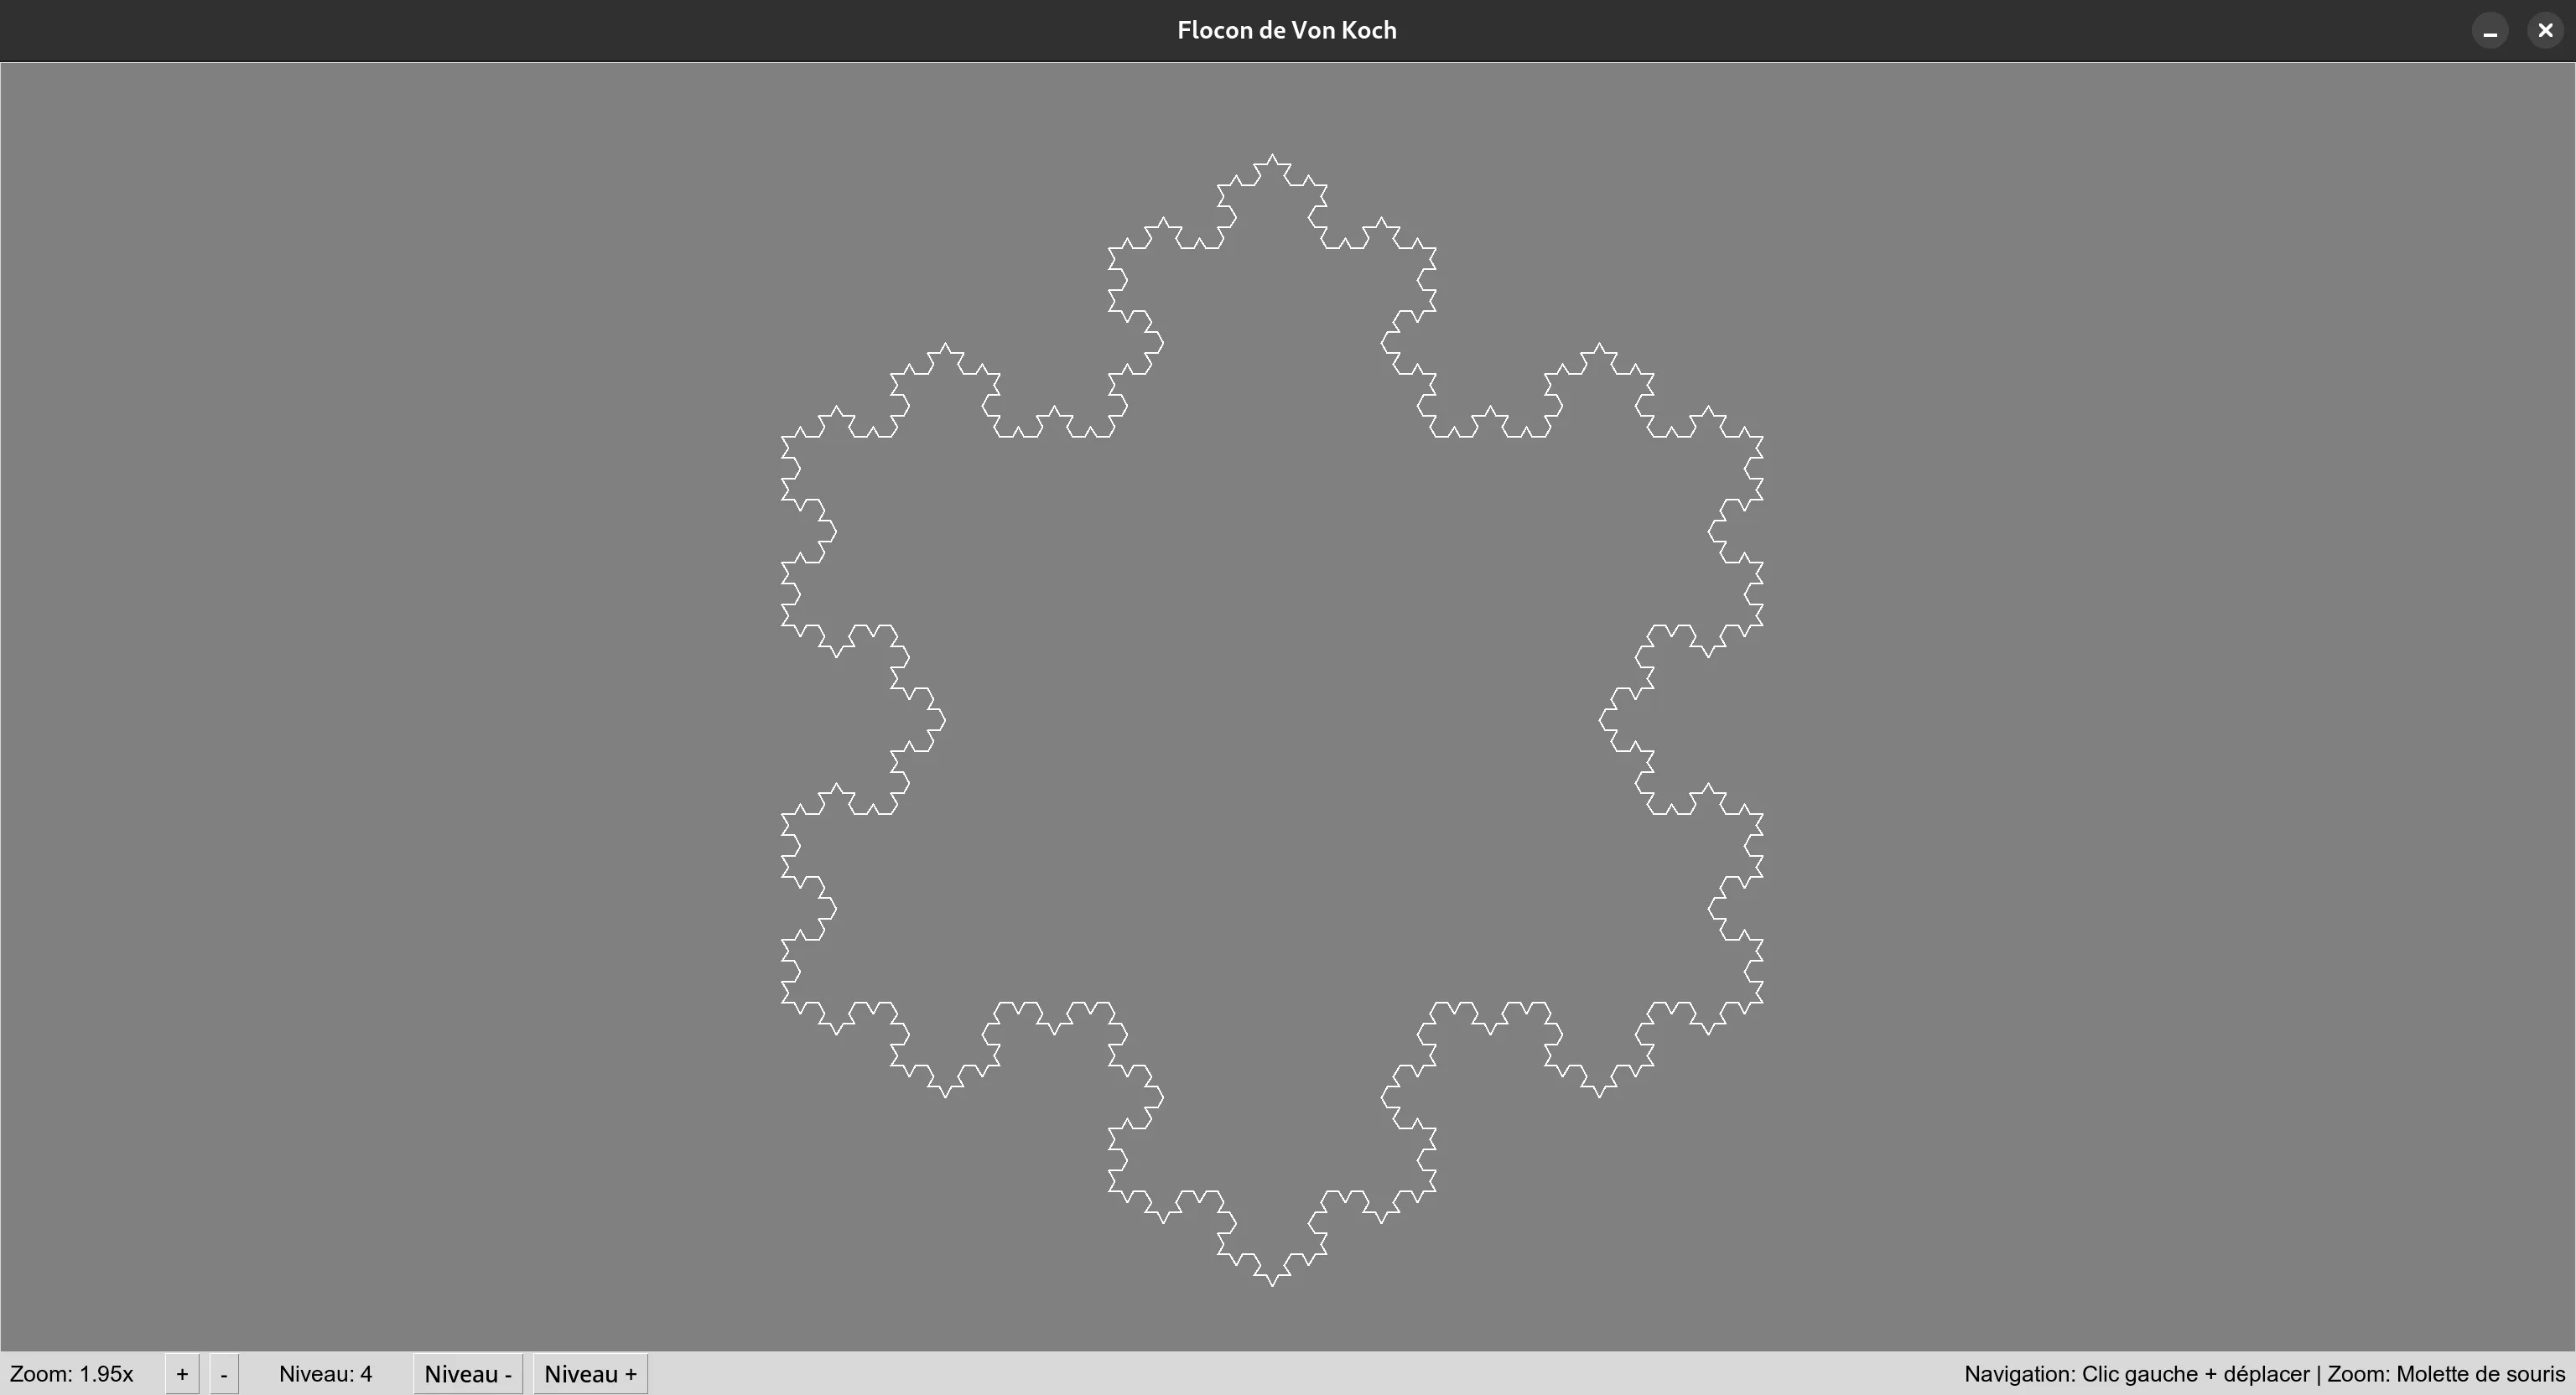 Flocon de Von Koch
Zoom: 1.95x + - Niveau: 4 Niveau - Niveau + Navigation: Clic gauche + déplacer | Zoom: Molette de souris